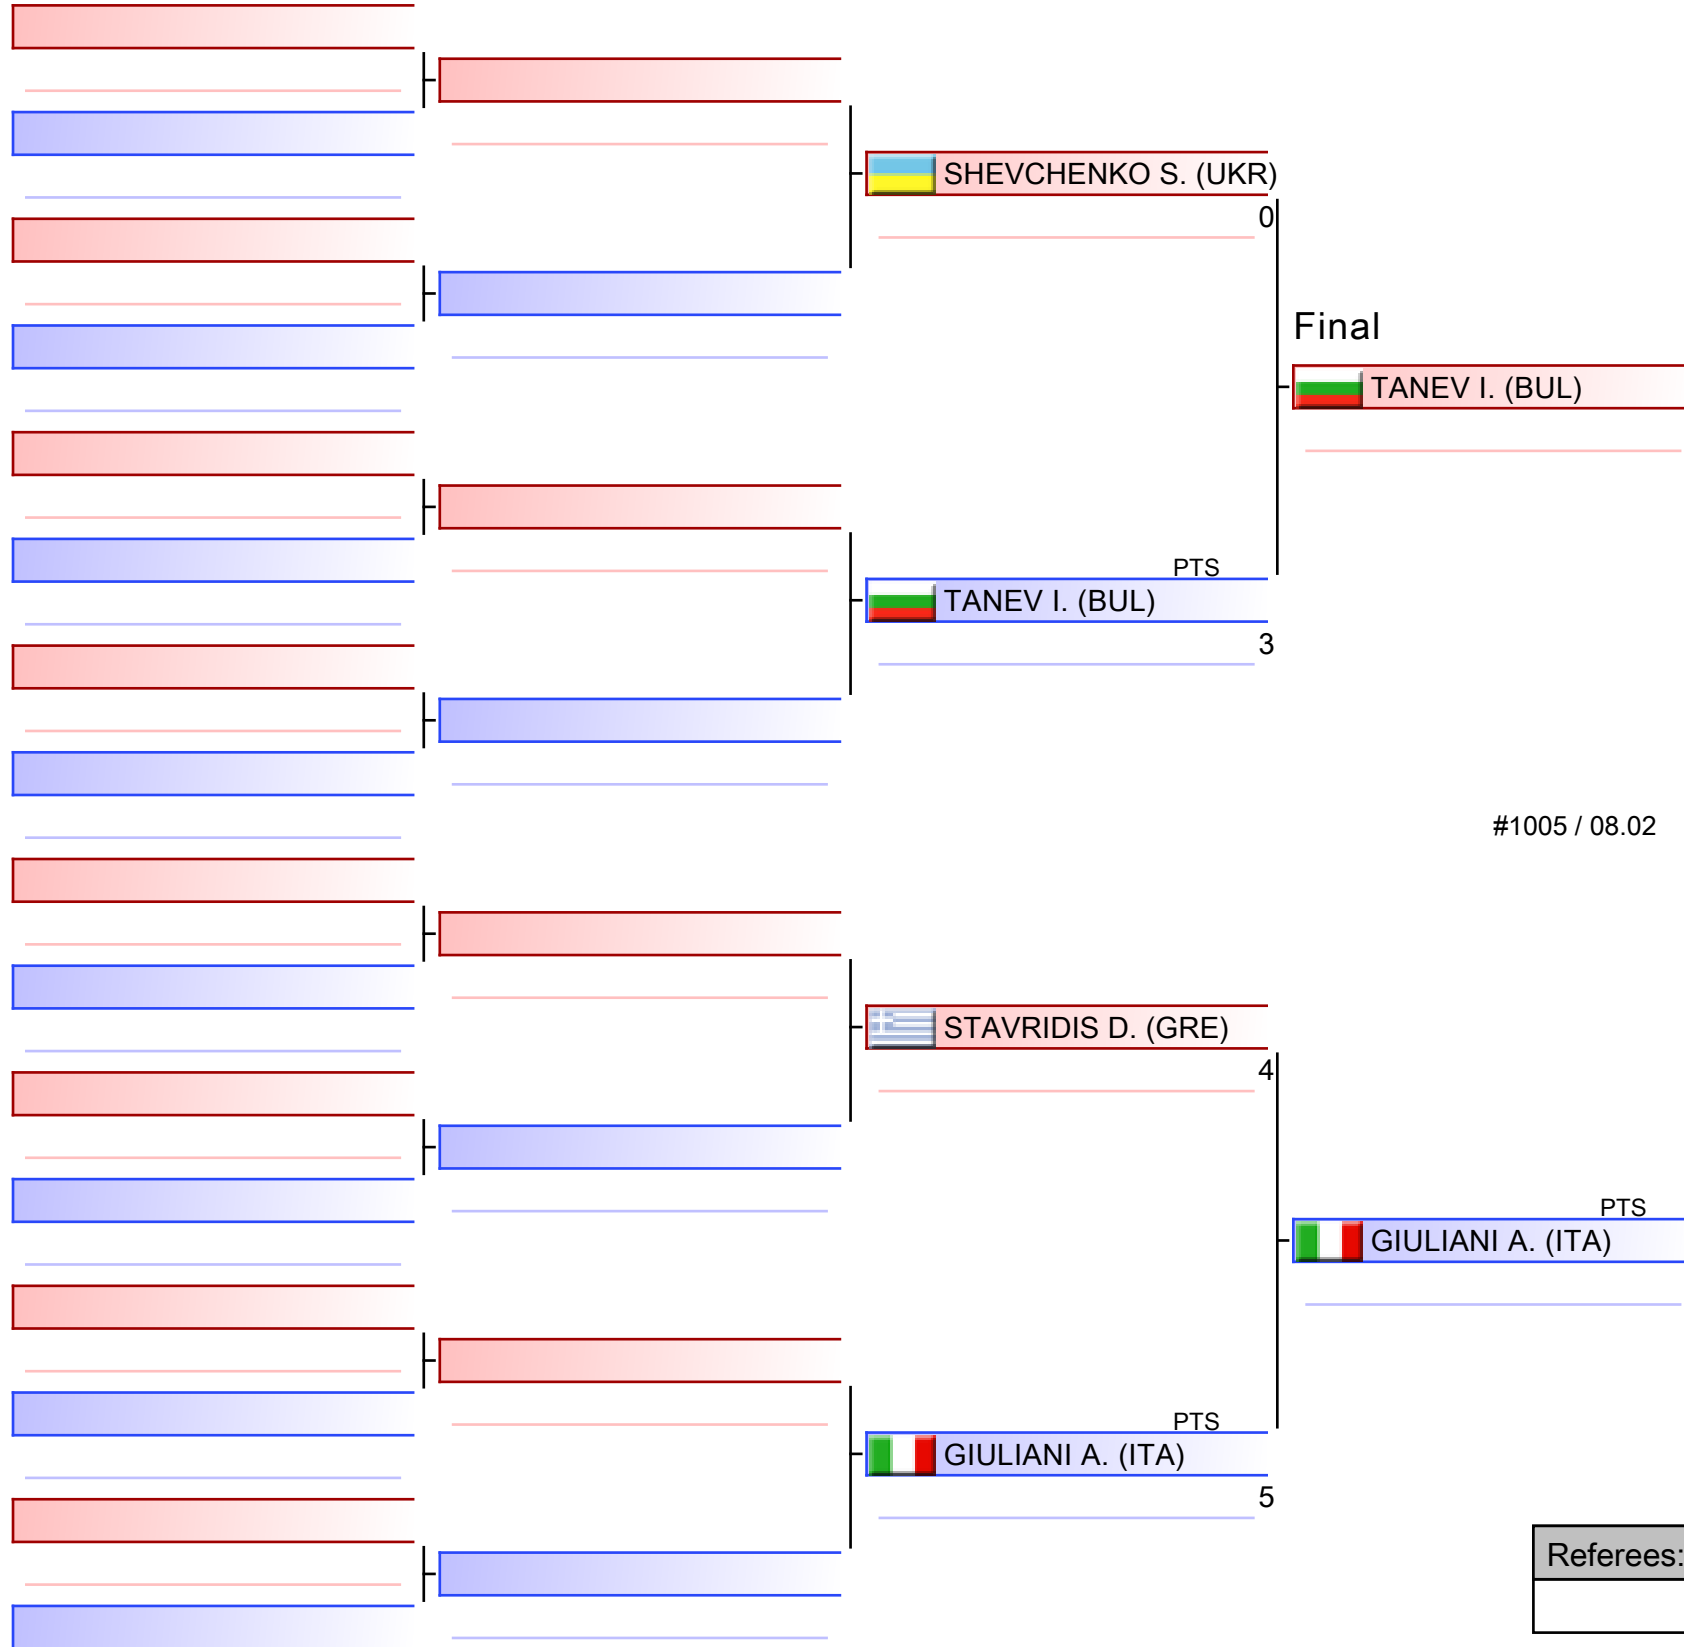 SHEVCHENKO S. (UKR)
0
Final
TANEV I. (BUL)
PTS
TANEV I. (BUL)
3
#1005 / 08.02
STAVRIDIS D. (GRE)
4
PTS
GIULIANI A. (ITA)
PTS
GIULIANI A. (ITA)
5
Referees: